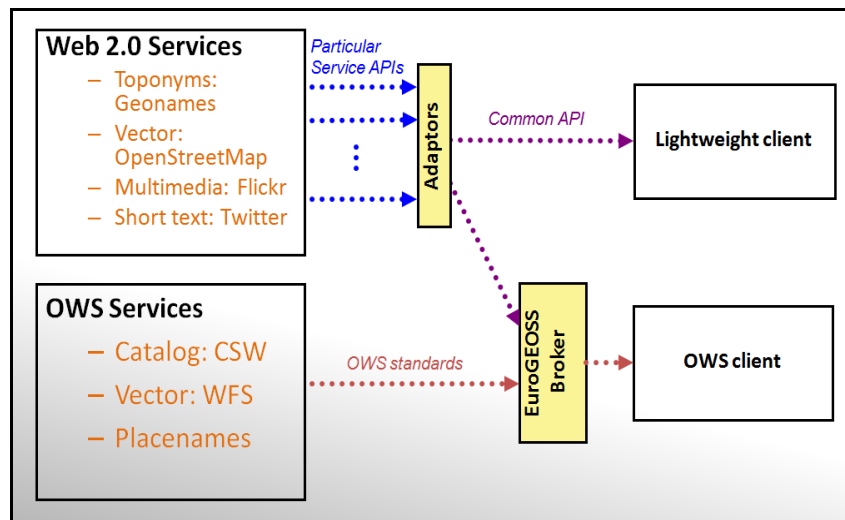 Web 2.0 Services
– Toponyms:
Geonames
– Vector:
OpenStreetMap
– Multimedia: Flickr
– Short text: Twitter
Particular
Service APIs
Adaptors
Common API
Lightweight client
OWS Services
– Catalog: CSW
– Vector: WFS
– Placenames
OWS standards
EuroGEOSS
Broker
OWS client